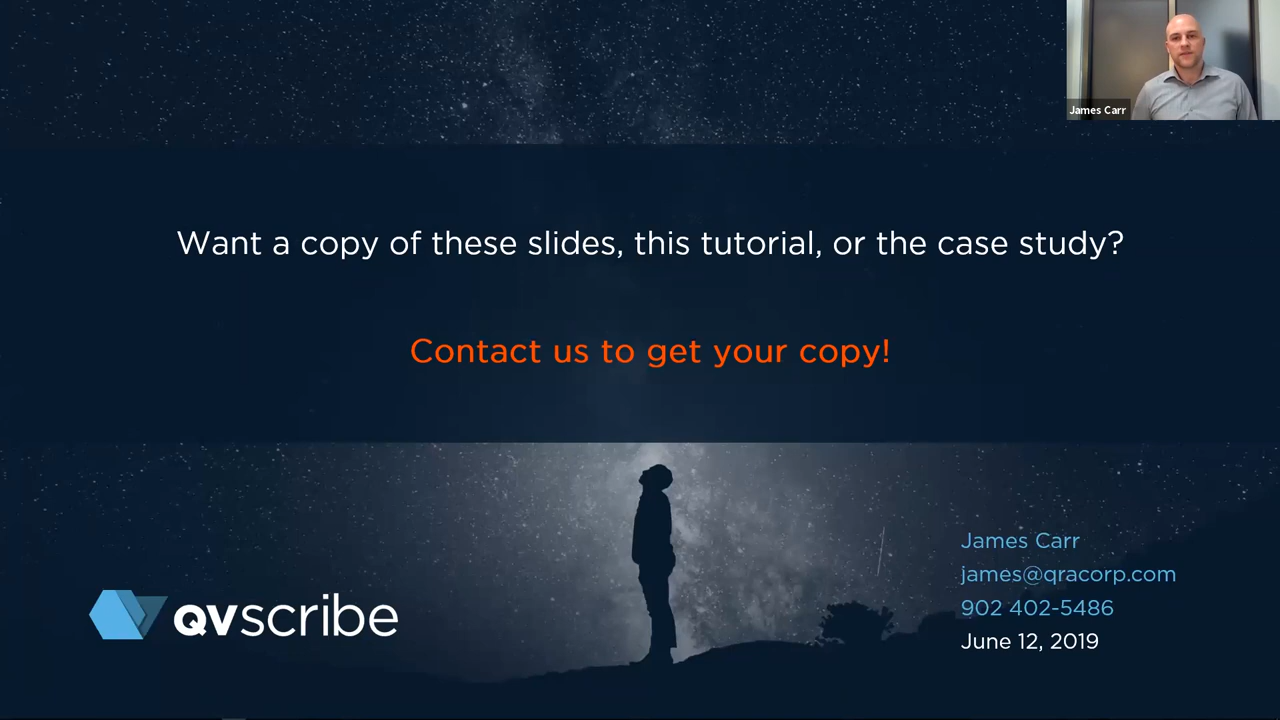 James Carr
Want a copy of these slides, this tutorial, or the case study?
Contact us to get your copy!
James Carr
james@qracorp.com
902 402-5486
June 12, 2019
QVscribe